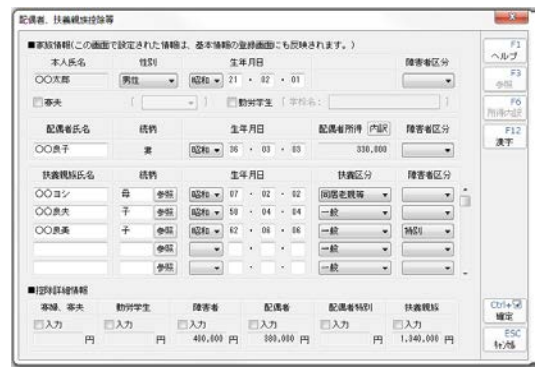 配偶者、扶養親族控除等
■家族情報(この画面で設定された情報は、基本情報の登録画面にも反映されます。)
本人氏名 性別 生年月日 障害者区分
〇〇太郎 男性 昭和 21 ・ 02 ・ 01
寡夫 [ ] 勤労学生 [学校名: ]
配偶者氏名 続柄 生年月日 配偶者所得 内訳 障害者区分
〇〇良子 妻 昭和 36 ・ 03 ・ 03 330,000
扶養親族氏名 続柄 生年月日 扶養区分 障害者区分
〇〇ヨシ 母 参照 昭和 07 ・ 02 ・ 02 同居老親等
〇〇良夫 子 参照 昭和 58 ・ 04 ・ 04 一般
〇〇良美 子 参照 昭和 62 ・ 06 ・ 06 一般 特別
参照 ・ ・ 一般
参照 ・ ・ 一般
■控除詳細情報
寡婦、寡夫 勤労学生 障害者 配偶者 配偶者特別 扶養親族
入力 入力 入力 入力 入力 入力
円 円 400,000 円 380,000 円 円 1,340,000 円
F1
ヘルプ
F3
参照
F6
所得内訳
F12
漢字
Ctrl+
確定
ESC
キャンセル